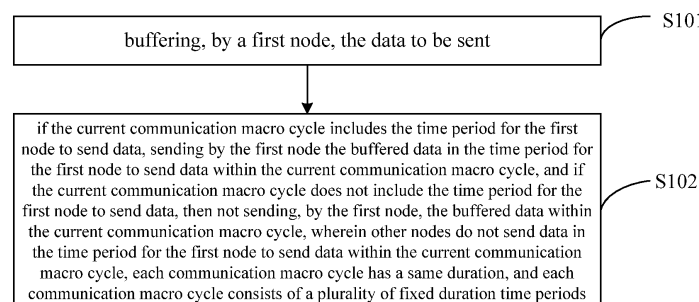 S101
buffering, by a first node, the data to be sent
if the current communication macro cycle includes the time period for the first
node to send data, sending by the first node the buffered data in the time period for
the first node to send data within the current communication macro cycle, and if
the current communication macro cycle does not include the time period for the
first node to send data, then not sending, by the first node, the buffered data within
the current communication macro cycle, wherein other nodes do not send data in
the time period for the first node to send data within the current communication
macro cycle, each communication macro cycle has a same duration, and each
communication macro cycle consists of a plurality of fixed duration time periods
S102